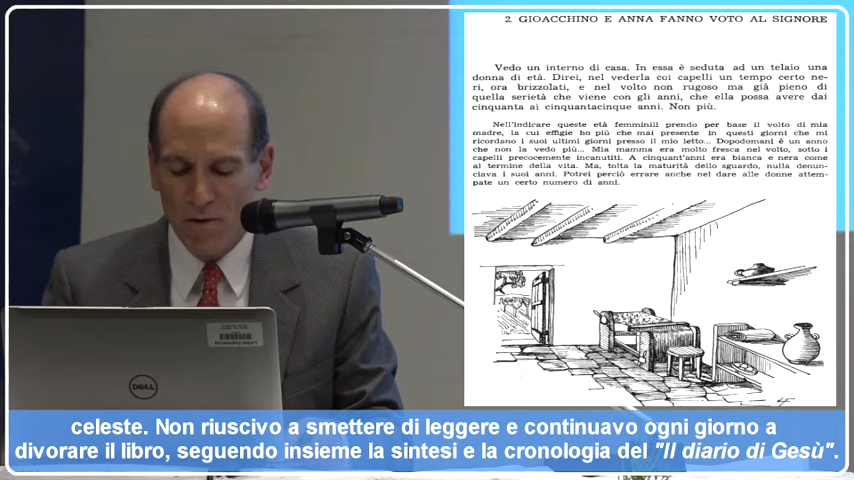 2. GIOACCHINO E ANNA FANNO VOTO AL SIGNORE
Vedo un interno di casa. In essa è seduta ad un telaio una
donna di età. Direi, nel vederla coi capelli un tempo certo ne-
ri, ora brizzolati, e nel volto non rugoso ma già pieno di
quella serietà che viene con gli anni, che ella possa avere dai
cinquanta ai cinquantacinque anni. Non più.
Nell'indicare queste età femminili prendo per base il volto di mia
madre, la cui effigie ho più che mai presente in questi giorni che mi
ricordano i suoi ultimi giorni presso il mio letto... Dopodomani è un anno
che non la vedo più... Mia mamma era molto fresca nel volto, sotto i
capelli precocemente incanutiti. A cinquant'anni era bianca e nera come
al termine della vita. Ma, tolta la maturità dello sguardo, nulla denun-
ciava i suoi anni. Potrei perciò errare anche nel dare alle donne attem-
pate un certo numero di anni.
DELL
celeste. Non riuscivo a smettere di leggere e continuavo ogni giorno a
divorare il libro, seguendo insieme la sintesi e la cronologia del "Il diario di Gesù".